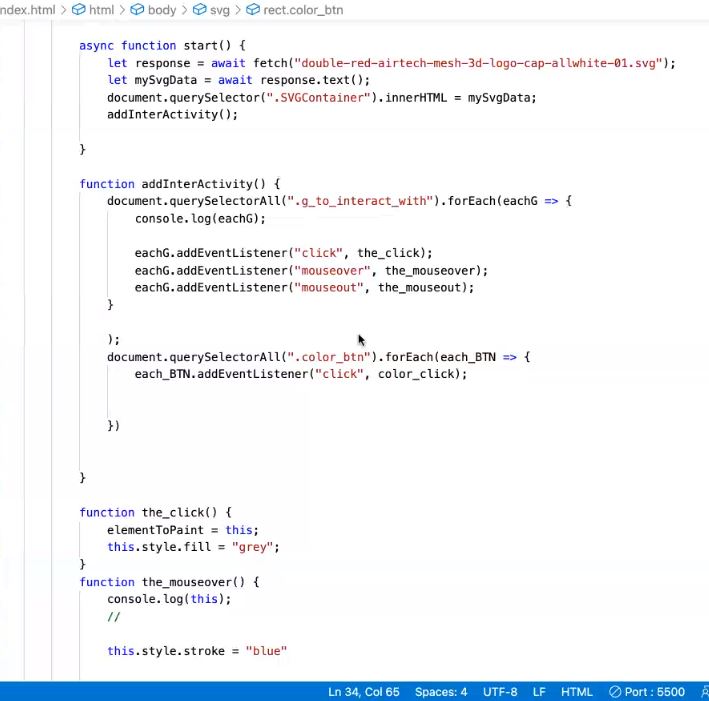 ndex.html > html > body > svg > rect.color_btn
async function start() {
let response = await fetch("double-red-airtech-mesh-3d-logo-cap-allwhite-01.svg");
let mySvgData = await response.text();
document.querySelector(".SVGContainer").innerHTML = mySvgData;
addInterActivity();
}
function addInterActivity() {
document.querySelectorAll(".g_to_interact_with").forEach(eachG => {
console.log(eachG);
eachG.addEventListener("click", the_click);
eachG.addEventListener("mouseover", the_mouseover);
eachG.addEventListener("mouseout", the_mouseout);
}
);
document.querySelectorAll(".color_btn").forEach(each_BTN => {
each_BTN.addEventListener("click", color_click);
})
}
function the_click() {
elementToPaint = this;
this.style.fill = "grey";
}
function the_mouseover() {
console.log(this);
//
this.style.stroke = "blue"
Ln 34, Col 65 Spaces: 4 UTF-8 LF HTML Port : 5500